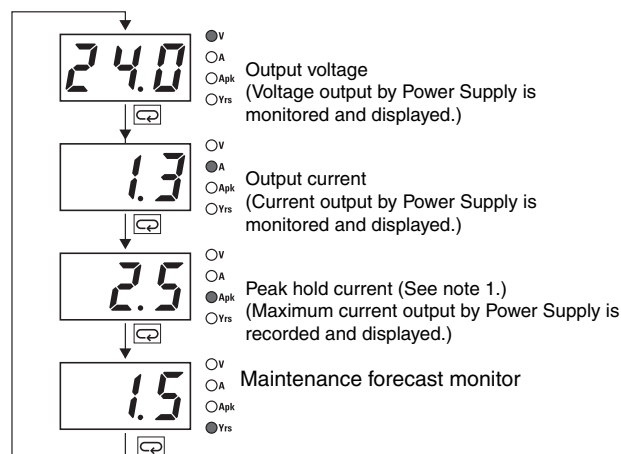 24.0
V
A
Apk
Yrs
Output voltage
(Voltage output by Power Supply is
monitored and displayed.)
1.3
V
A
Apk
Yrs
Output current
(Current output by Power Supply is
monitored and displayed.)
2.5
V
A
Apk
Yrs
Peak hold current (See note 1.)
(Maximum current output by Power Supply is
recorded and displayed.)
1.5
V
A
Apk
Yrs
Maintenance forecast monitor